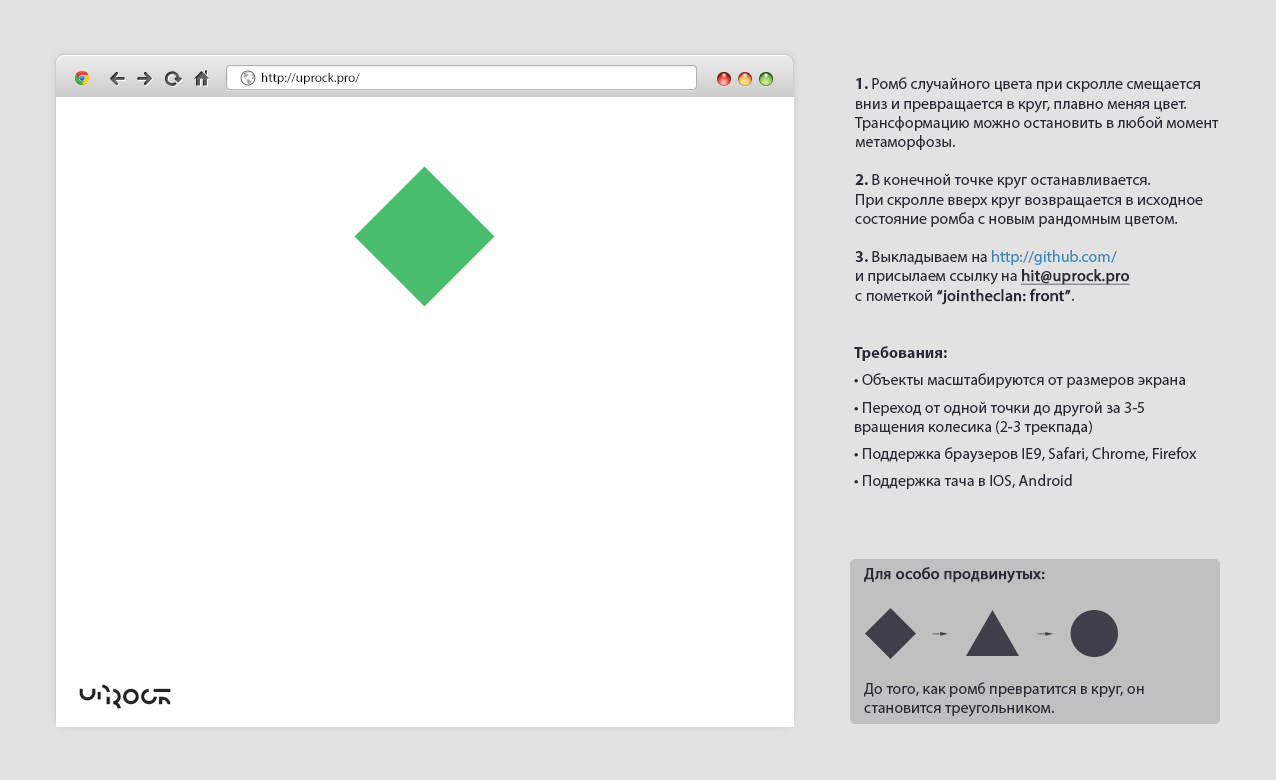 http://uprock.pro/
1. Ромб случайного цвета при скролле смещается
вниз и превращается в круг, плавно меняя цвет.
Трансформацию можно остановить в любой момент
метаморфозы.
2. В конечной точке круг останавливается.
При скролле вверх круг возвращается в исходное
состояние ромба с новым рандомным цветом.
3. Выкладываем на http://github.com/
и присылаем ссылку на hit@uprock.pro
с пометкой “jointheclan: front”.
Требования:
• Объекты масштабируются от размеров экрана
• Переход от одной точки до другой за 3-5
вращения колесика (2-3 трекпада)
• Поддержка браузеров IE9, Safari, Chrome, Firefox
• Поддержка тача в IOS, Android
Для особо продвинутых:
До того, как ромб превратится в круг, он
становится треугольником.
UPROCK